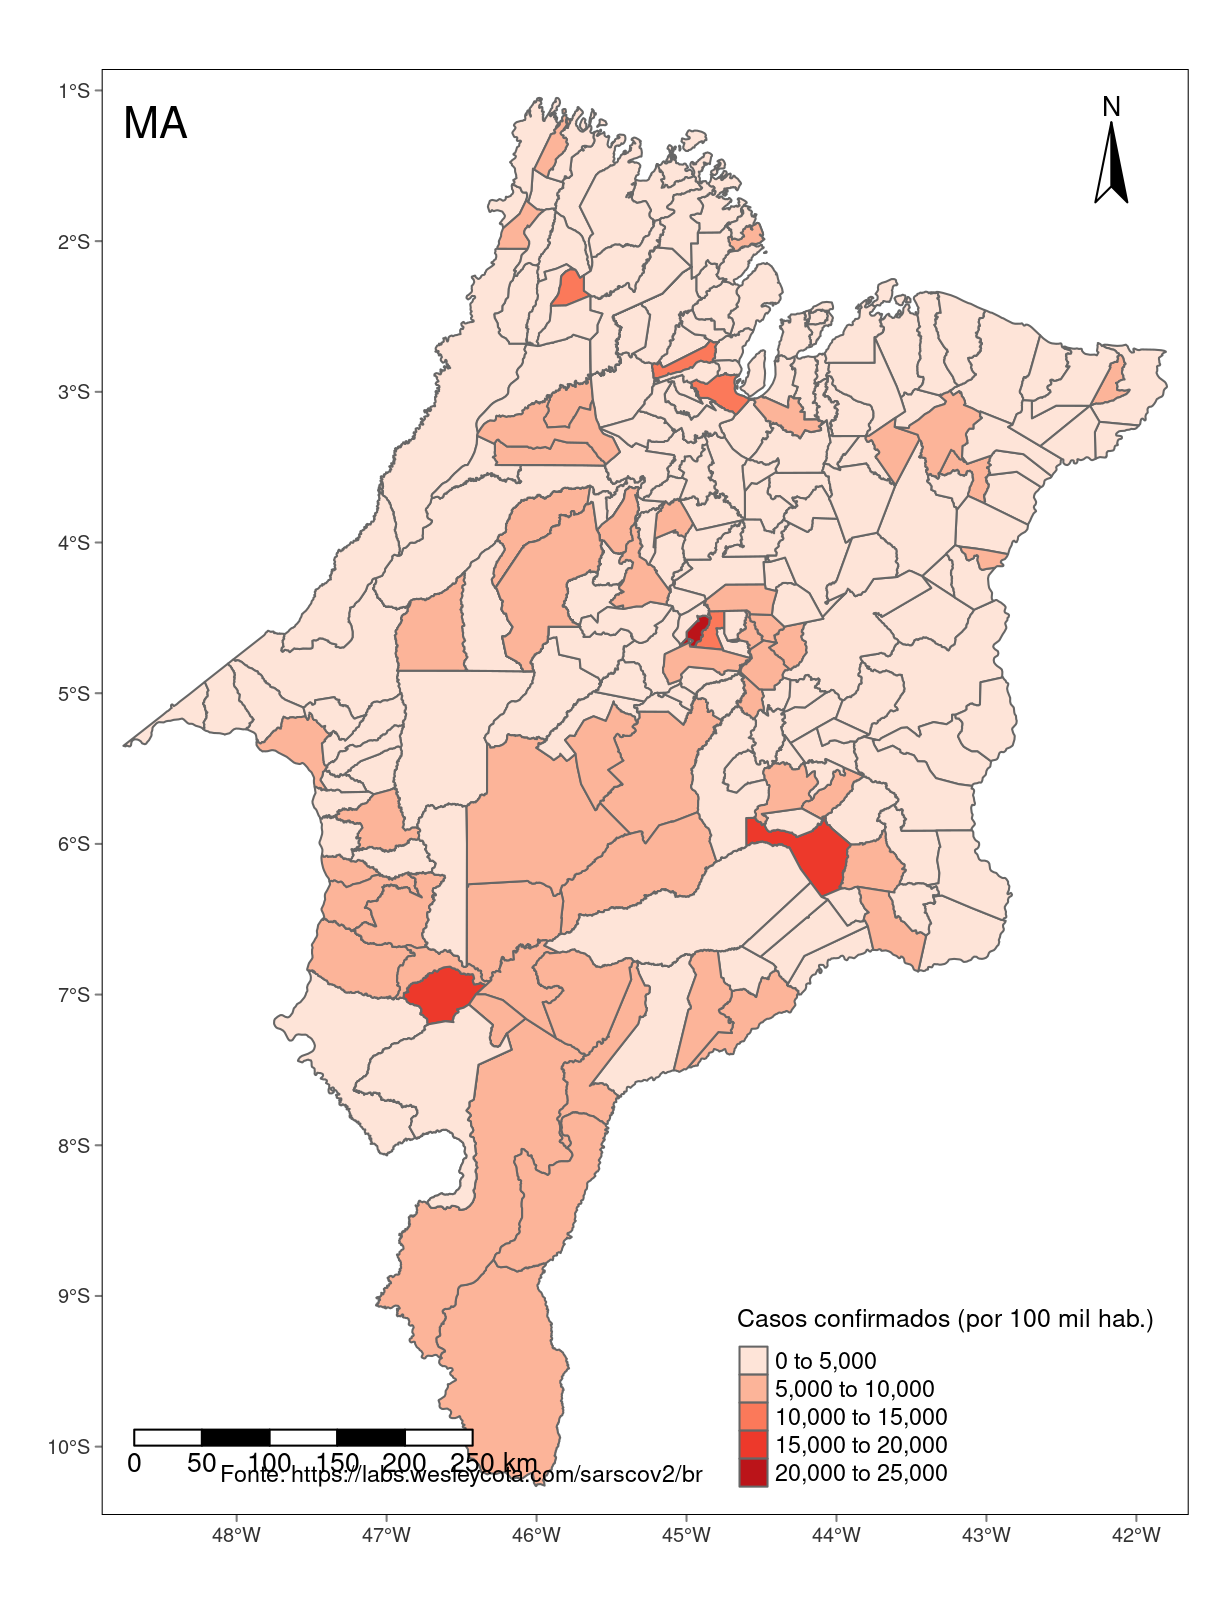 MA
N
1°S
2°S
3°S
4°S
5°S
6°S
7°S
8°S
9°S
10°S
Casos confirmados (por 100 mil hab.)
0 to 5,000
5,000 to 10,000
10,000 to 15,000
15,000 to 20,000
20,000 to 25,000
0 50 100 150 200 250 km
Fonte: https://labs.wesleycota.com/sarscov2/br
48°W 47°W 46°W 45°W 44°W 43°W 42°W